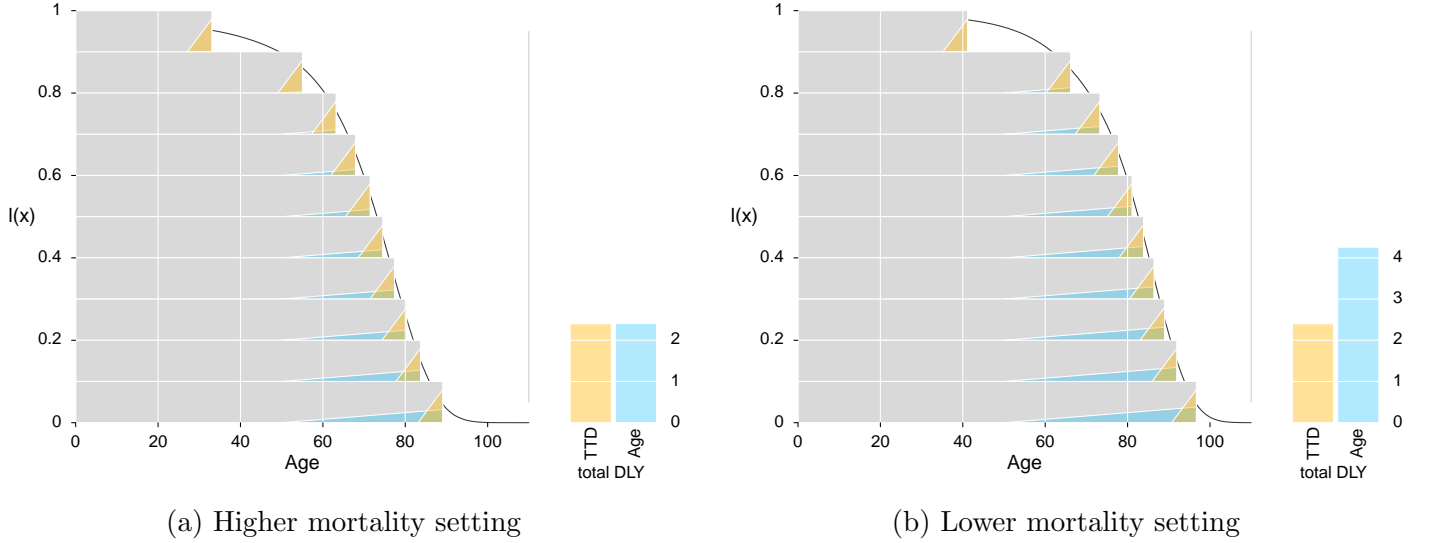 1
0.8
0.6
l(x)
0.4
0.2
0
0 20 40 60 80 100
Age
2
1
0
TTD
Age
total DLY
(a) Higher mortality setting
1
0.8
0.6
l(x)
0.4
0.2
0
0 20 40 60 80 100
Age
4
3
2
1
0
TTD
Age
total DLY
(b) Lower mortality setting